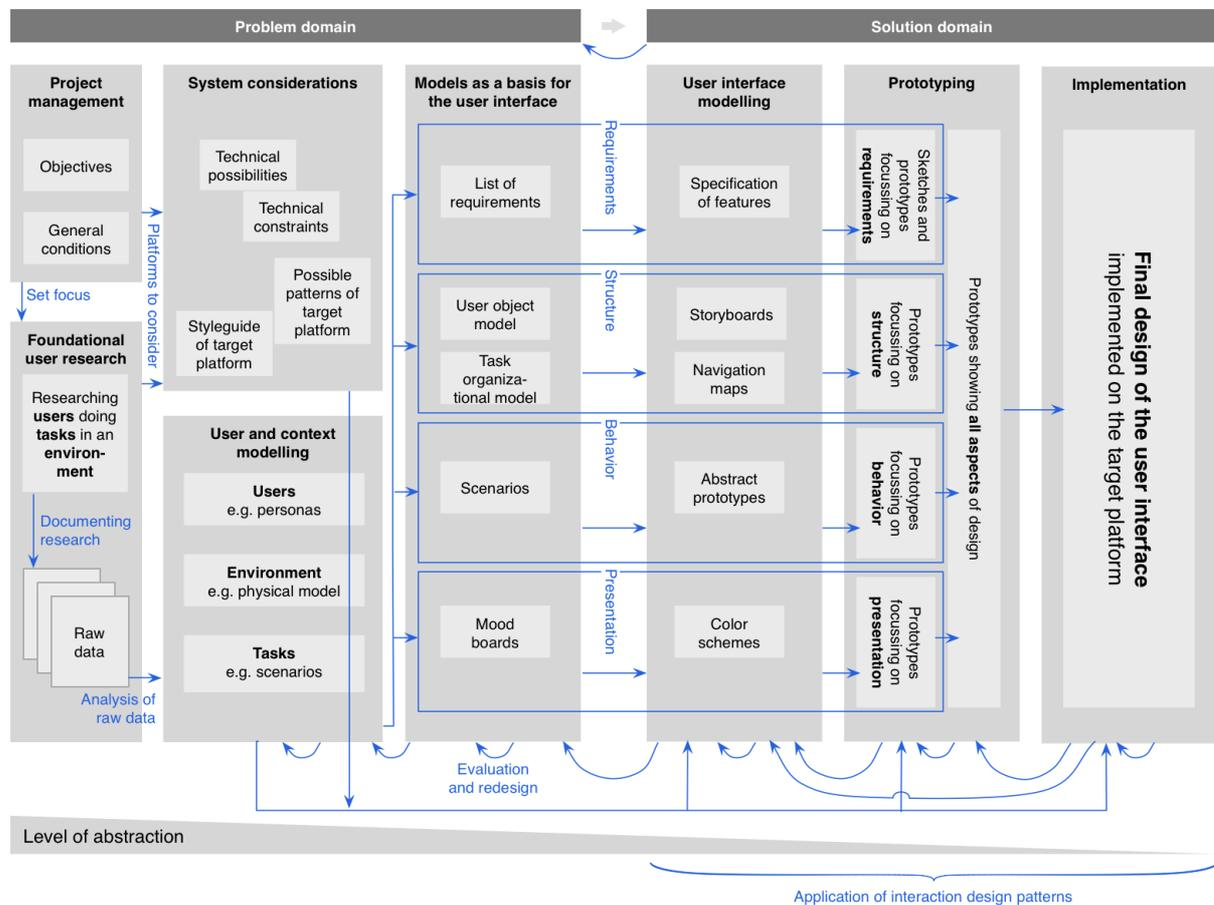 Problem domain
Solution domain
Project
management
Objectives
General
conditions
Set focus
Platforms to consider
Foundational
user research
Researching
users doing
tasks in an
environ-
ment
Documenting
research
Raw
data
Analysis of
raw data
System considerations
Technical
possibilities
Technical
constraints
Possible
patterns of
target
platform
Styleguide
of target
platform
User and context
modelling
Users
e.g. personas
Environment
e.g. physical model
Tasks
e.g. scenarios
Models as a basis for
the user interface
List of
requirements
User object
model
Task
organiza-
tional model
Scenarios
Mood
boards
Requirements
Structure
Behavior
Presentation
User interface
modelling
Specification
of features
Storyboards
Navigation
maps
Abstract
prototypes
Color
schemes
Prototyping
Sketches and
prototypes
focussing on
requirements
Prototypes
focussing on
structure
Prototypes
focussing on
behavior
Prototypes
focussing on
presentation
Prototypes showing all aspects of design
Implementation
Final design of the user interface
implemented on the target platform
Evaluation
and redesign
Level of abstraction
Application of interaction design patterns